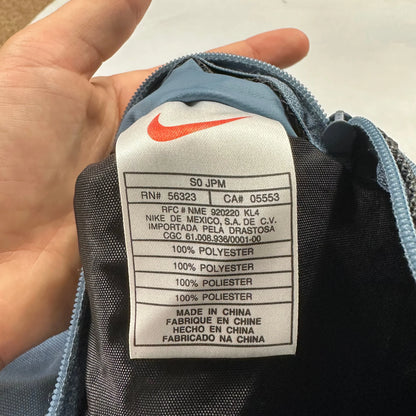 S0 JPM
RN# 56323 CA# 05553
RFC # NME 920220 KL4
NIKE DE MEXICO, S.A. DE C.V.
IMPORTADA PELA DRASTOSA
CGC 61.008.936/0001-00
100% POLYESTER
100% POLYESTER
100% POLIESTER
100% POLIESTER
MADE IN CHINA
FABRIQUE EN CHINE
HECHO EN CHINA
FABRICADO NA CHINA